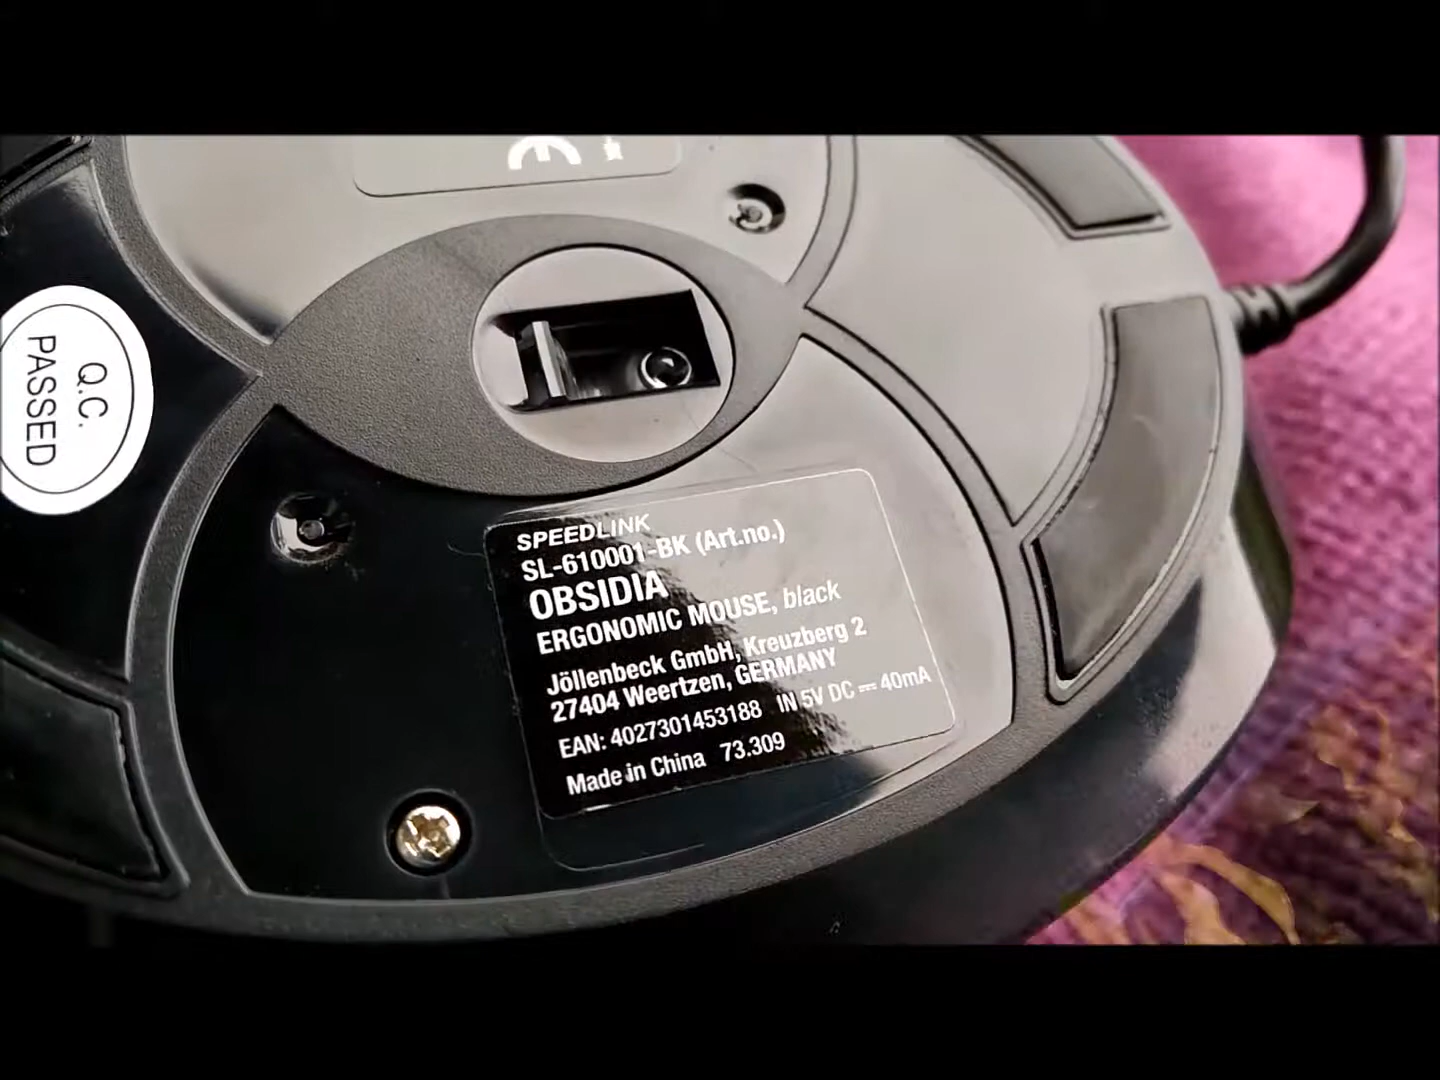 Q.C.
PASSED
SPEEDLINK
SL-610001-BK (Art.no.)
OBSIDIA
ERGONOMIC MOUSE, black
Jöllenbeck GmbH, Kreuzberg 2
27404 Weertzen, GERMANY
EAN: 4027301453188 IN 5V DC ⎓ 40mA
Made in China 73.309